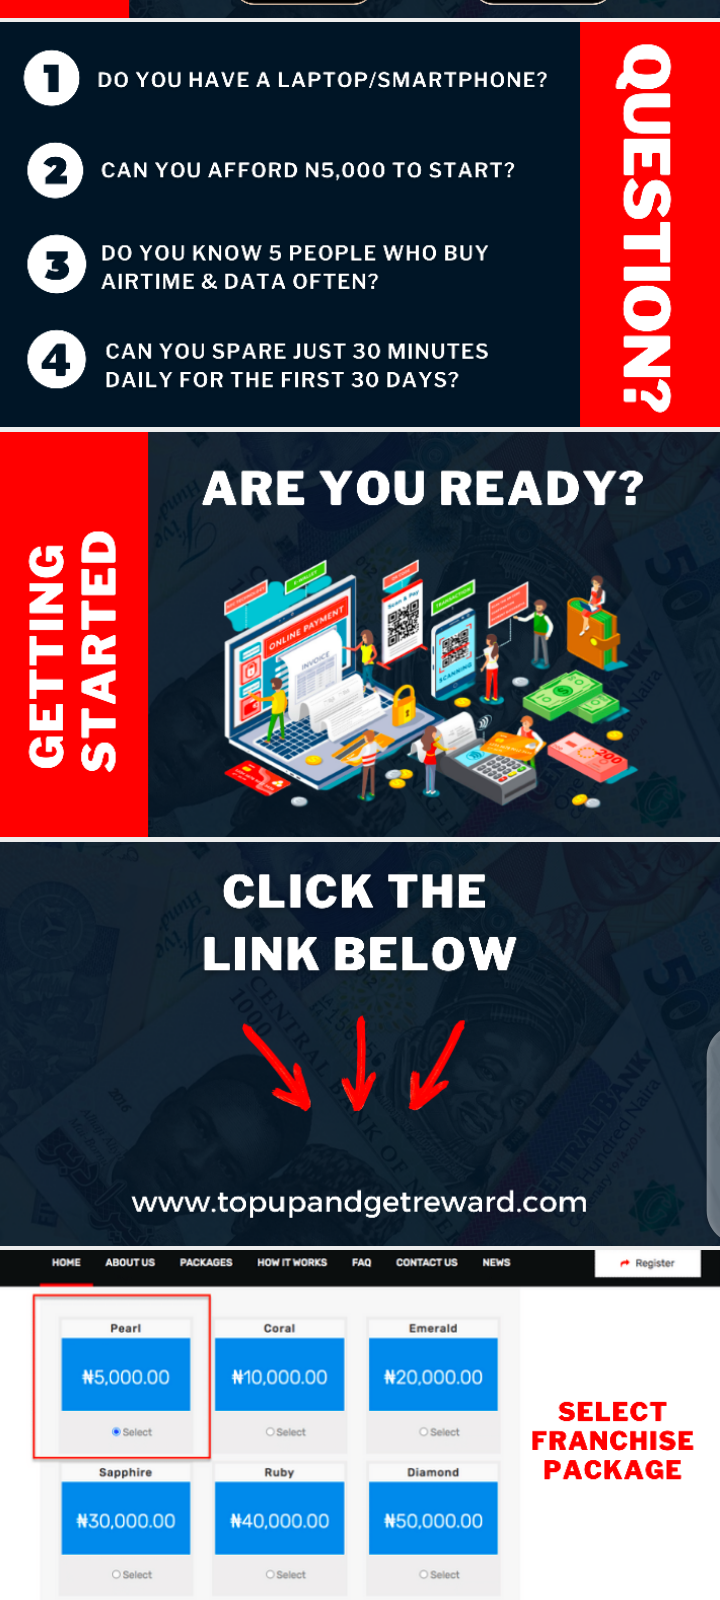 1 DO YOU HAVE A LAPTOP/SMARTPHONE?
2 CAN YOU AFFORD N5,000 TO START?
3 DO YOU KNOW 5 PEOPLE WHO BUY
AIRTIME & DATA OFTEN?
4 CAN YOU SPARE JUST 30 MINUTES
DAILY FOR THE FIRST 30 DAYS?
QUESTION?
GETTING
STARTED
ARE YOU READY?
ONLINE PAYMENT
INVOICE
Scan & Pay
TRANSACTION
SCANNING
200
CLICK THE
LINK BELOW
www.topupandgetreward.com
HOME ABOUT US PACKAGES HOW IT WORKS FAQ CONTACT US NEWS Register
Pearl Coral Emerald
₦5,000.00 ₦10,000.00 ₦20,000.00
Select Select Select
Sapphire Ruby Diamond
₦30,000.00 ₦40,000.00 ₦50,000.00
Select Select Select
SELECT
FRANCHISE
PACKAGE